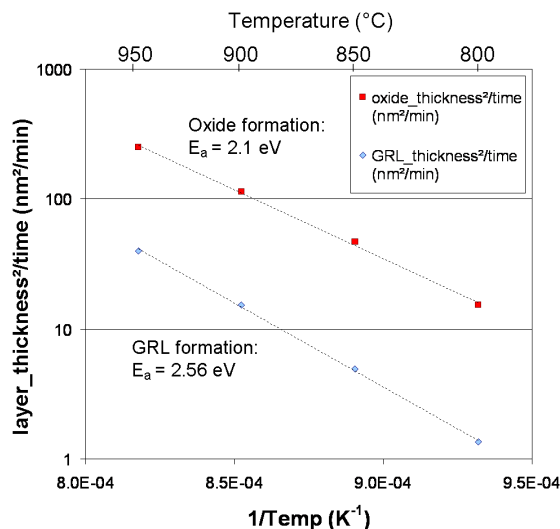 Temperature (°C)
950 900 850 800
1000
100
10
1
layer_thickness²/time (nm²/min)
oxide_thickness²/time
(nm²/min)
GRL_thickness²/time
(nm²/min)
Oxide formation:
Eₐ = 2.1 eV
GRL formation:
Eₐ = 2.56 eV
8.0E-04 8.5E-04 9.0E-04 9.5E-04
1/Temp (K⁻¹)